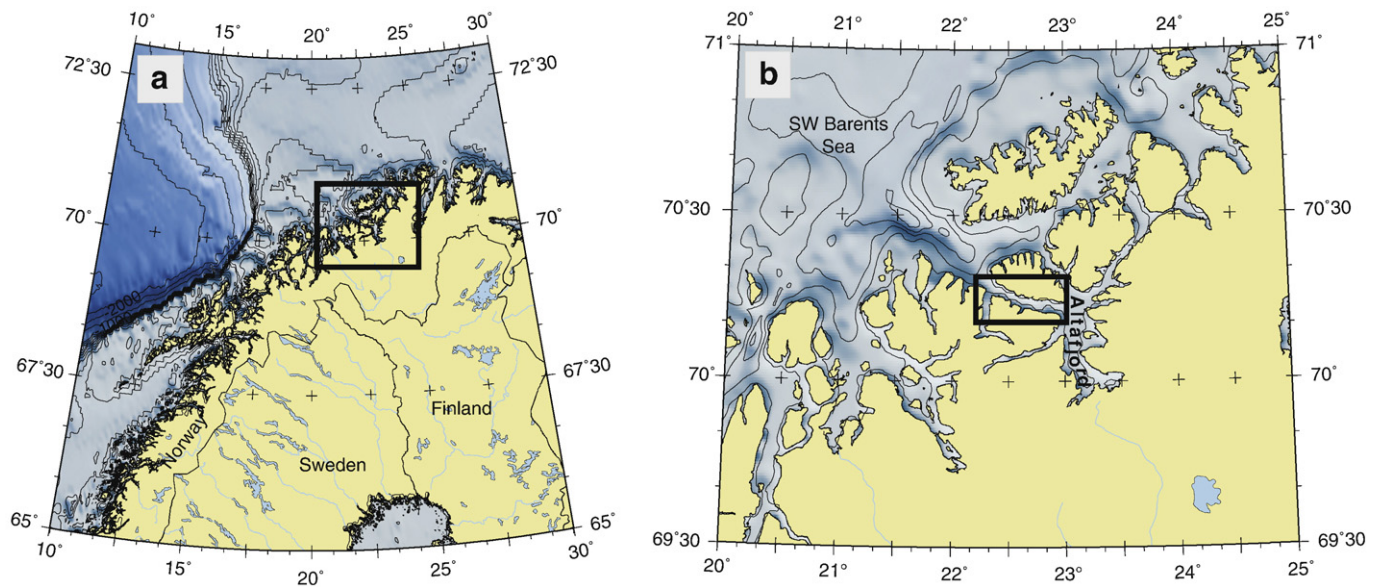 10˚ 15˚ 20˚ 25˚ 30˚
72˚30' 72˚30'
a
70˚ 70˚
2000
67˚30' 67˚30'
Finland
Norway
Sweden
65˚ 65˚
10˚ 15˚ 20˚ 25˚ 30˚
20˚ 21˚ 22˚ 23˚ 24˚ 25˚
71˚ 71˚
b
SW Barents
Sea
70˚30' 70˚30'
Altafjord
70˚ 70˚
69˚30' 69˚30'
20˚ 21˚ 22˚ 23˚ 24˚ 25˚